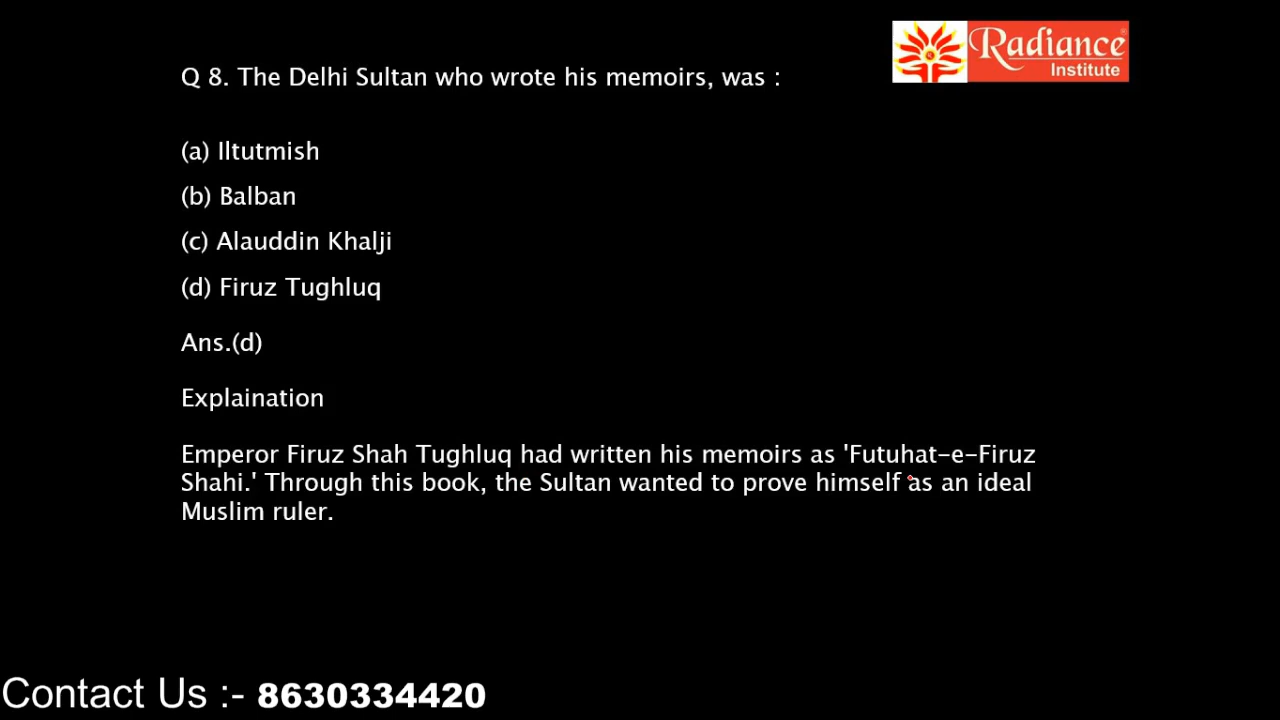 Radiance
Institute
Q 8. The Delhi Sultan who wrote his memoirs, was :
(a) Iltutmish
(b) Balban
(c) Alauddin Khalji
(d) Firuz Tughluq
Ans.(d)
Explaination
Emperor Firuz Shah Tughluq had written his memoirs as 'Futuhat-e-Firuz
Shahi.' Through this book, the Sultan wanted to prove himself as an ideal
Muslim ruler.
Contact Us :- 8630334420